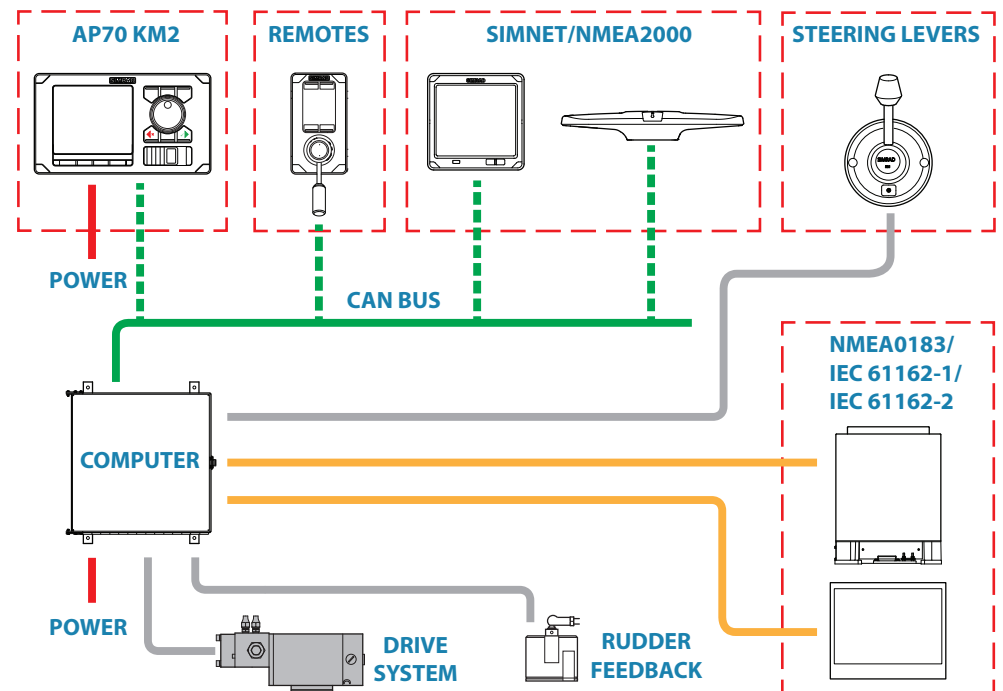 AP70 KM2
REMOTES
SIMNET/NMEA2000
STEERING LEVERS
SIMRAD
POWER
CAN BUS
NMEA0183/
IEC 61162-1/
IEC 61162-2
COMPUTER
POWER
DRIVE
SYSTEM
RUDDER
FEEDBACK